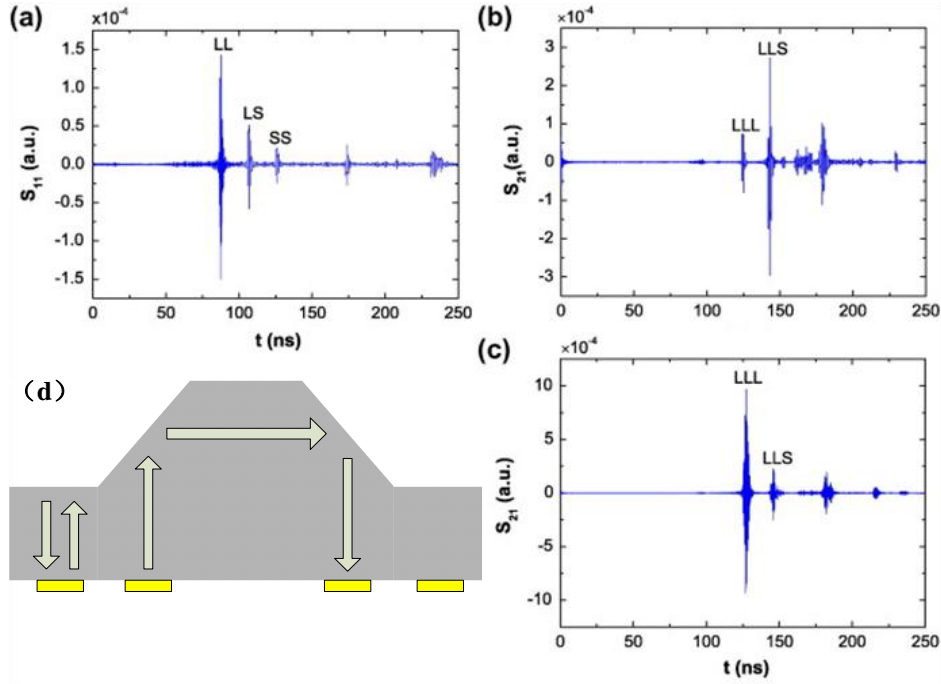 (a)
×10⁻⁴
1.5
1.0
0.5
0.0
-0.5
-1.0
-1.5
S₁₁ (a.u.)
LL
LS
SS
0 50 100 150 200 250
t (ns)
(b)
×10⁻⁴
3
2
1
0
-1
-2
-3
S₂₁(a.u.)
LLL
LLS
0 50 100 150 200 250
(c)
×10⁻⁴
10
5
0
-5
-10
S₂₁ (a.u.)
LLL
LLS
0 50 100 150 200 250
t (ns)
（d）